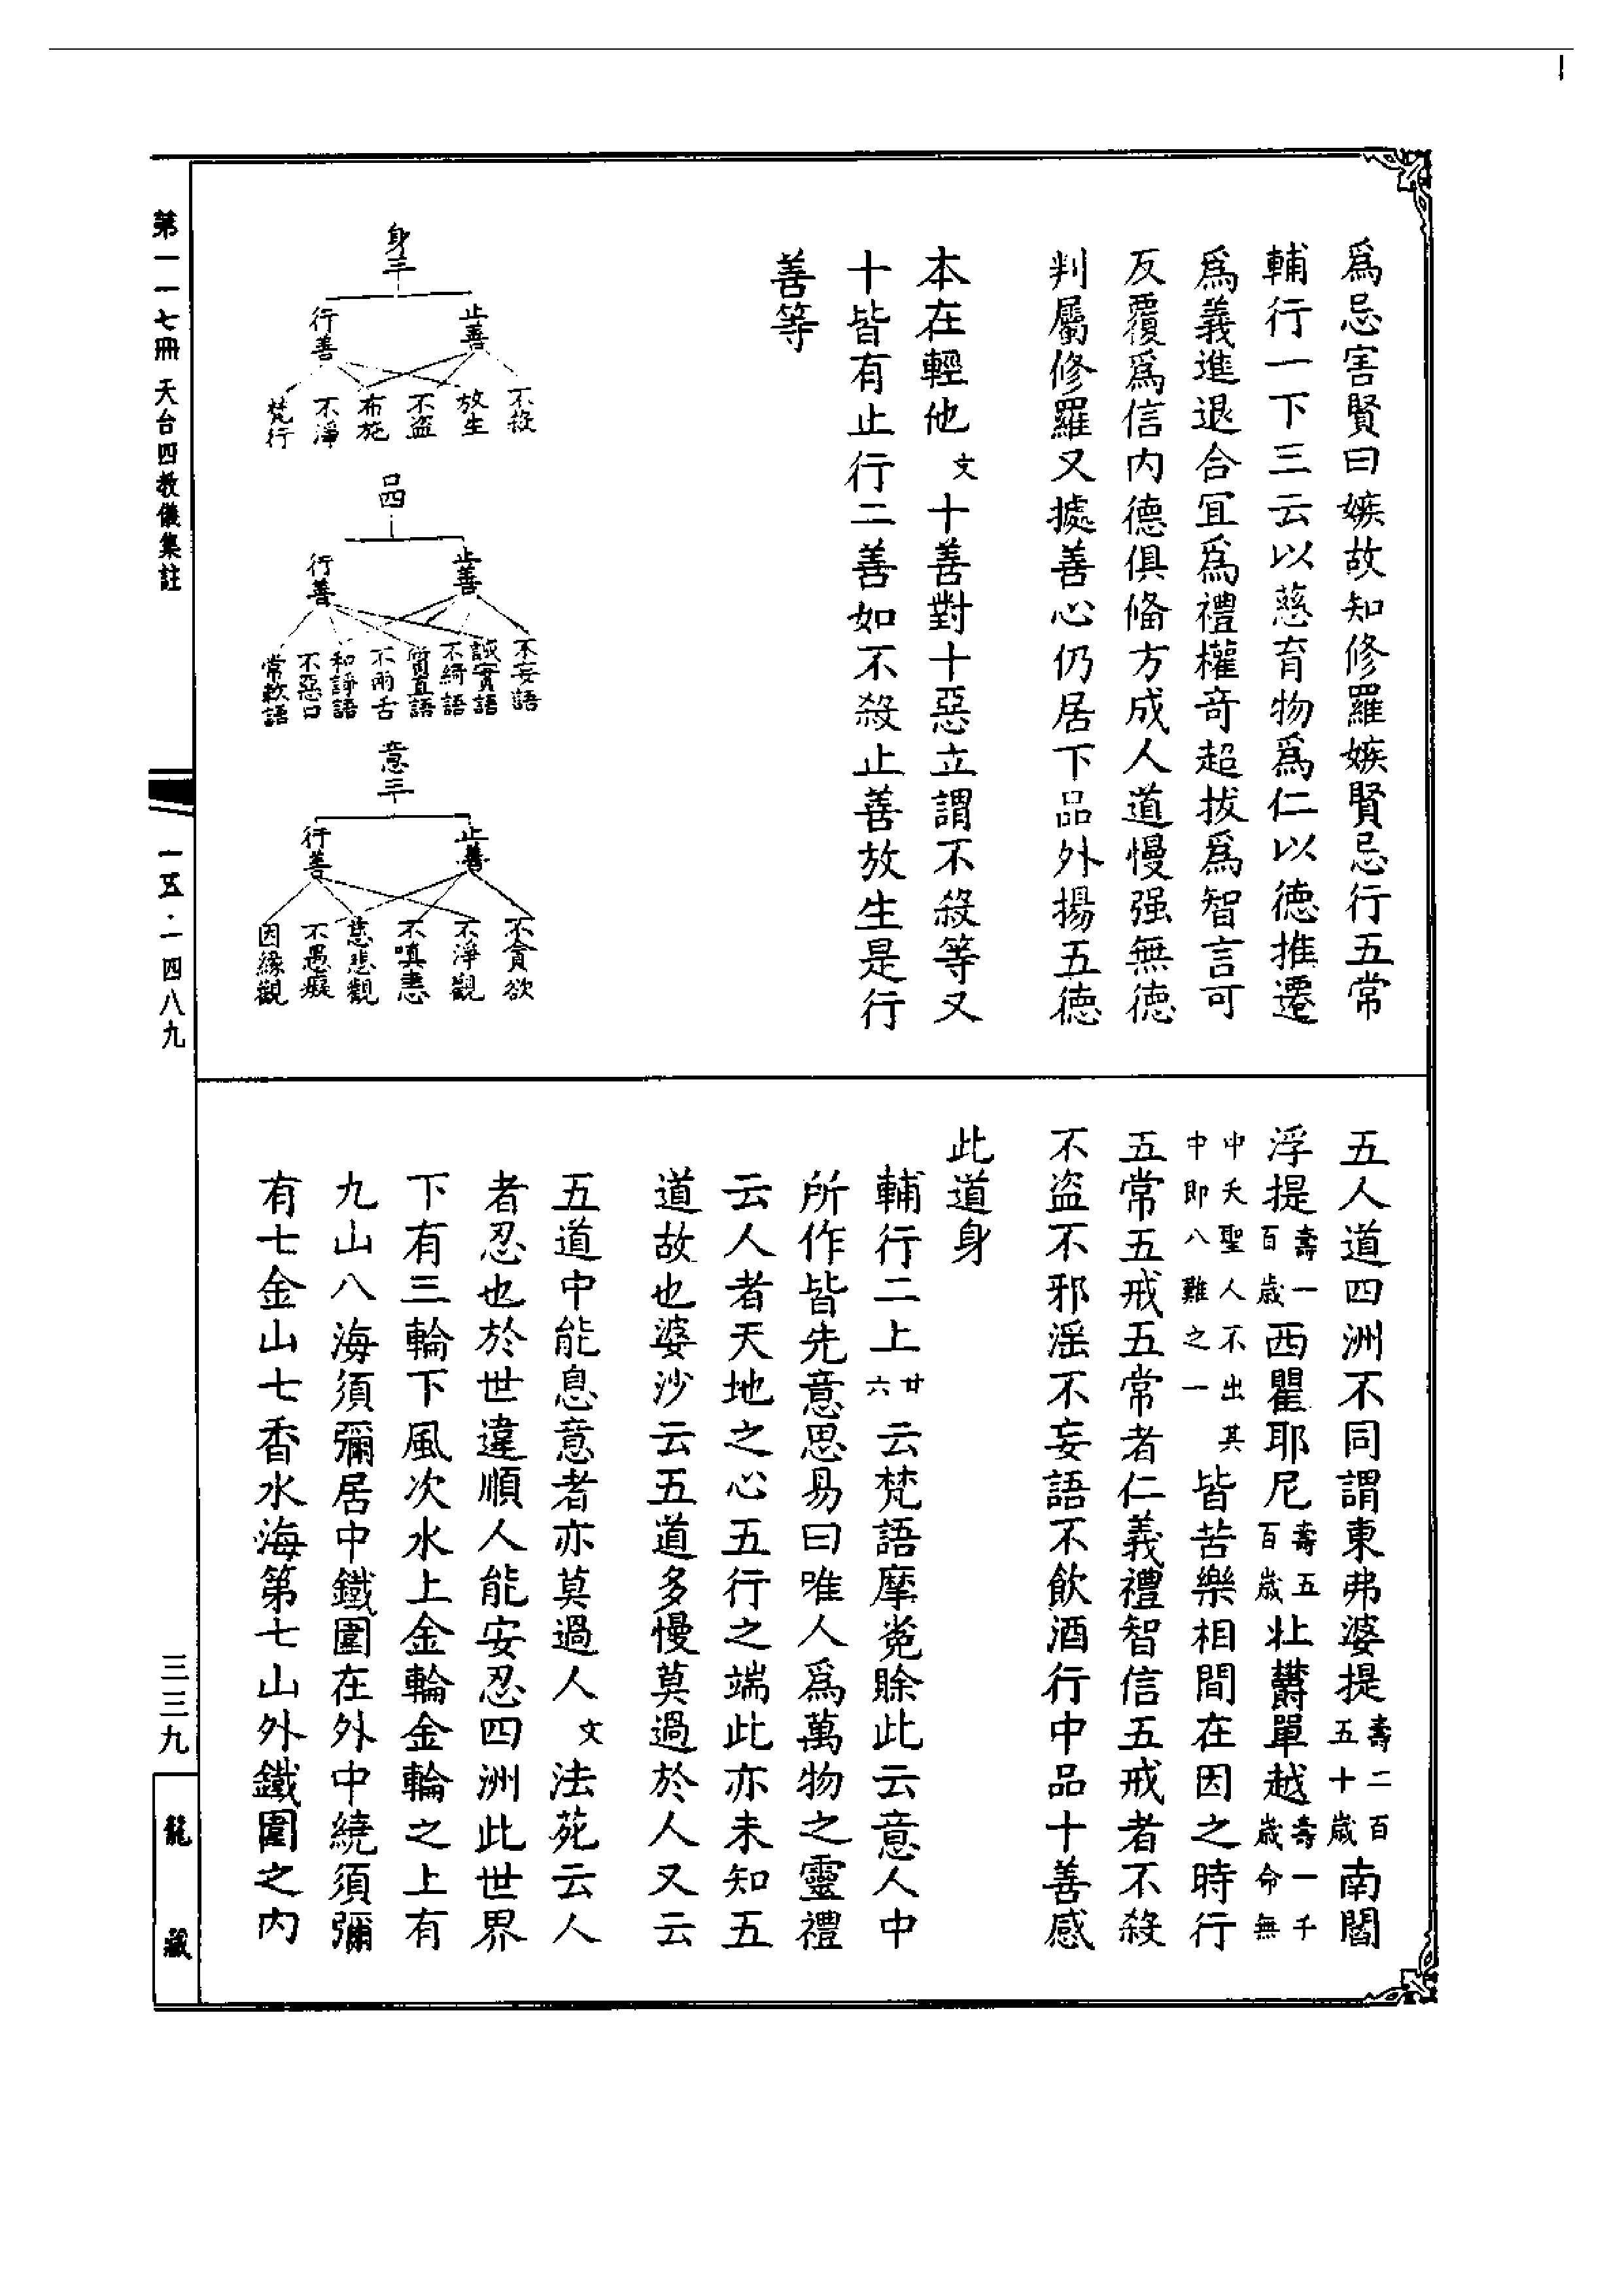 爲忌害賢曰嫉故知修羅嫉賢忌行五常
輔行一下三云以慈育物爲仁以德推遷
爲義進退合宜爲禮權奇超拔爲智言可
反覆爲信內德俱脩方成人道慢强無德
判屬修羅又據善心仍居下品外揚五德
本在輕他文十善對十惡立謂不殺等又
十皆有止行二善如不殺止善放生是行
善等
身三
止善
行善
不殺
放生
不盜
布施
不淨
梵行
口四
止善
行善
不妄語
誠實語
不綺語
質直語
不兩舌
和諍語
不惡口
常軟語
意三
止善
行善
不貪欲
不淨觀
不嗔恚
慈悲觀
不愚癡
因緣觀
五人道四洲不同謂東弗婆提壽二百五十歲南閻
浮提壽一百歲西瞿耶尼壽五百歲北欝單越壽一千歲命無
中夭聖人不出其中即八難之一皆苦樂相間在因之時行
五常五戒五常者仁義禮智信五戒者不殺
不盜不邪淫不妄語不飲酒行中品十善感
此道身
輔行二上廿六云梵語摩㝹賒此云意人中
所作皆先意思易曰唯人爲萬物之靈禮
云人者天地之心五行之端此亦未知五
道故也婆沙云五道多慢莫過於人又云
五道中能息意者亦莫過人文法苑云人
者忍也於世違順人能安忍四洲此世界
下有三輪下風次水上金輪金輪之上有
九山八海須彌居中鐵圍在外中繞須彌
有七金山七香水海第七山外鐵圍之內
第一一七冊 天台四教儀集註
一五·一四八九
三三九
龍藏